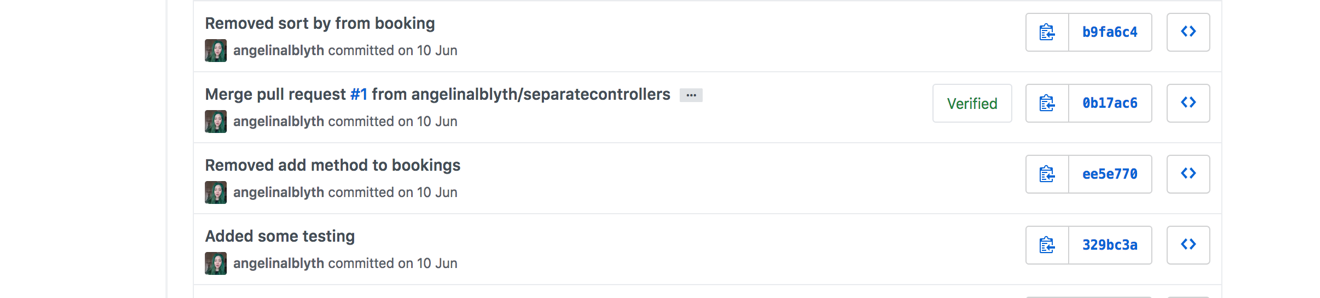 Removed sort by from booking
angelinalblyth committed on 10 Jun
b9fa6c4
Merge pull request #1 from angelinalblyth/separatecontrollers ...
angelinalblyth committed on 10 Jun
Verified
0b17ac6
Removed add method to bookings
angelinalblyth committed on 10 Jun
ee5e770
Added some testing
angelinalblyth committed on 10 Jun
329bc3a